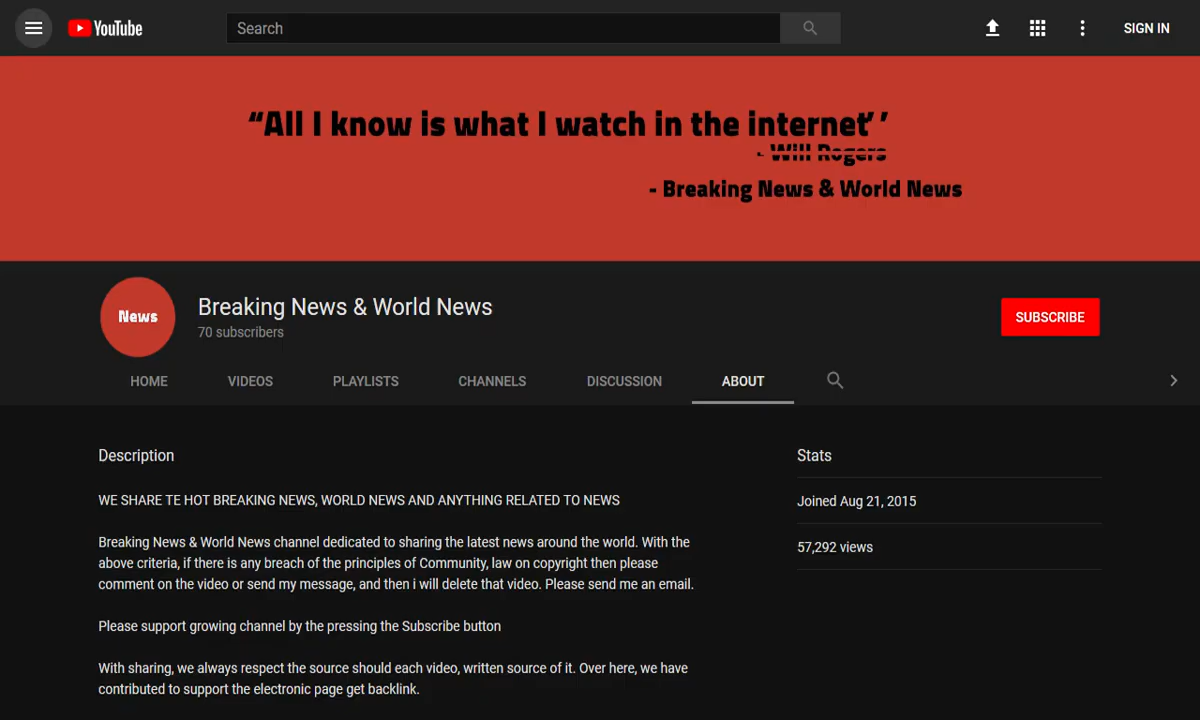 YouTube
Search
SIGN IN
“All I know is what I watch in the internet’’
- Will Rogers
- Breaking News & World News
News
Breaking News & World News
70 subscribers
SUBSCRIBE
HOME VIDEOS PLAYLISTS CHANNELS DISCUSSION ABOUT
Description
WE SHARE TE HOT BREAKING NEWS, WORLD NEWS AND ANYTHING RELATED TO NEWS
Breaking News & World News channel dedicated to sharing the latest news around the world. With the
above criteria, if there is any breach of the principles of Community, law on copyright then please
comment on the video or send my message, and then i will delete that video. Please send me an email.
Please support growing channel by the pressing the Subscribe button
With sharing, we always respect the source should each video, written source of it. Over here, we have
contributed to support the electronic page get backlink.
Stats
Joined Aug 21, 2015
57,292 views